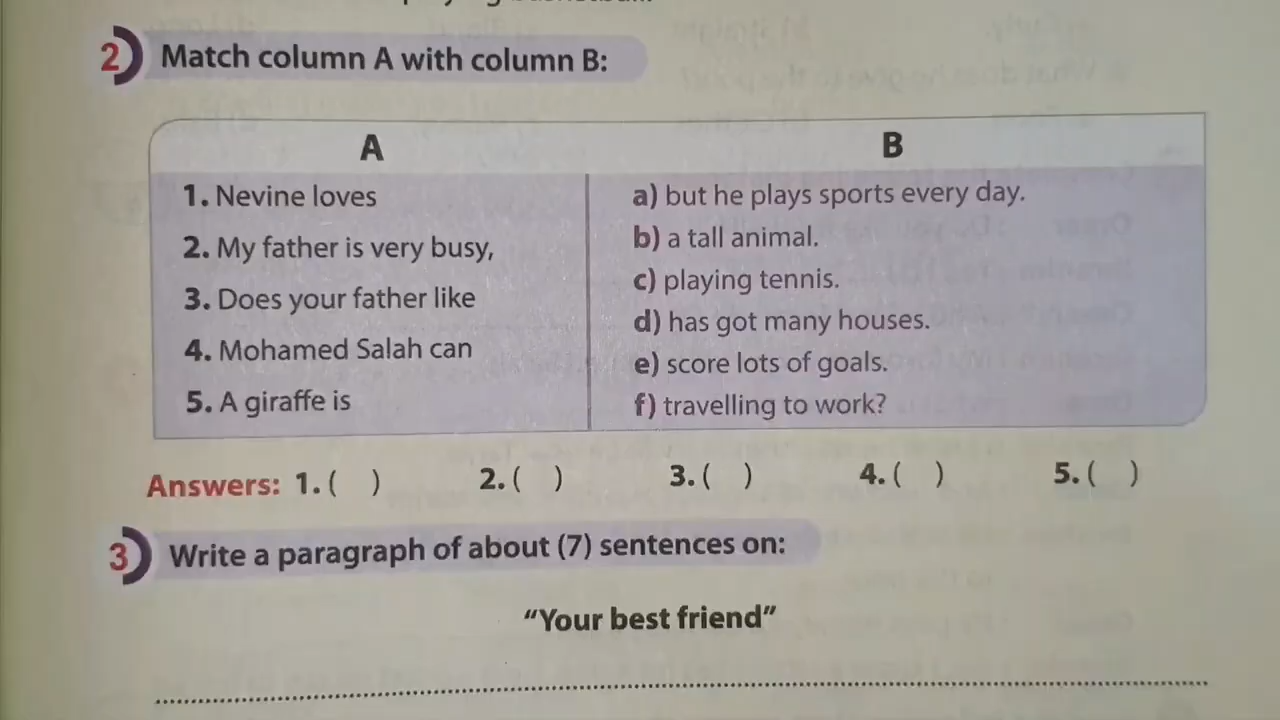 2 Match column A with column B:
A B
1. Nevine loves
a) but he plays sports every day.
2. My father is very busy,
b) a tall animal.
3. Does your father like
c) playing tennis.
4. Mohamed Salah can
d) has got many houses.
5. A giraffe is
e) score lots of goals.
f) travelling to work?
Answers: 1. ( ) 2. ( ) 3. ( ) 4. ( ) 5. ( )
3 Write a paragraph of about (7) sentences on:
“Your best friend”